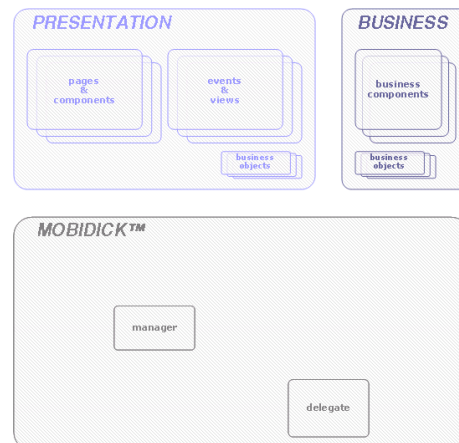 PRESENTATION
pages
&
components
events
&
views
business
objects
BUSINESS
business
components
business
objects
MOBIDICK™
manager
delegate